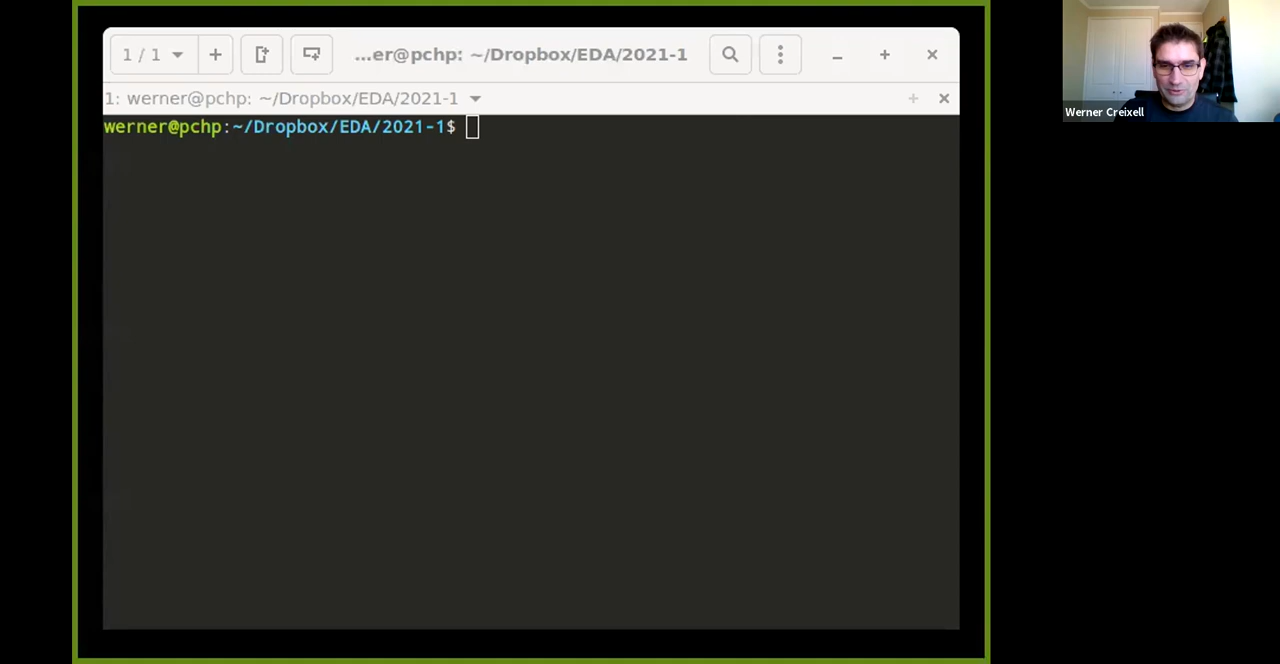 1 / 1
...er@pchp: ~/Dropbox/EDA/2021-1
1: werner@pchp: ~/Dropbox/EDA/2021-1
werner@pchp:~/Dropbox/EDA/2021-1$
Werner Creixell